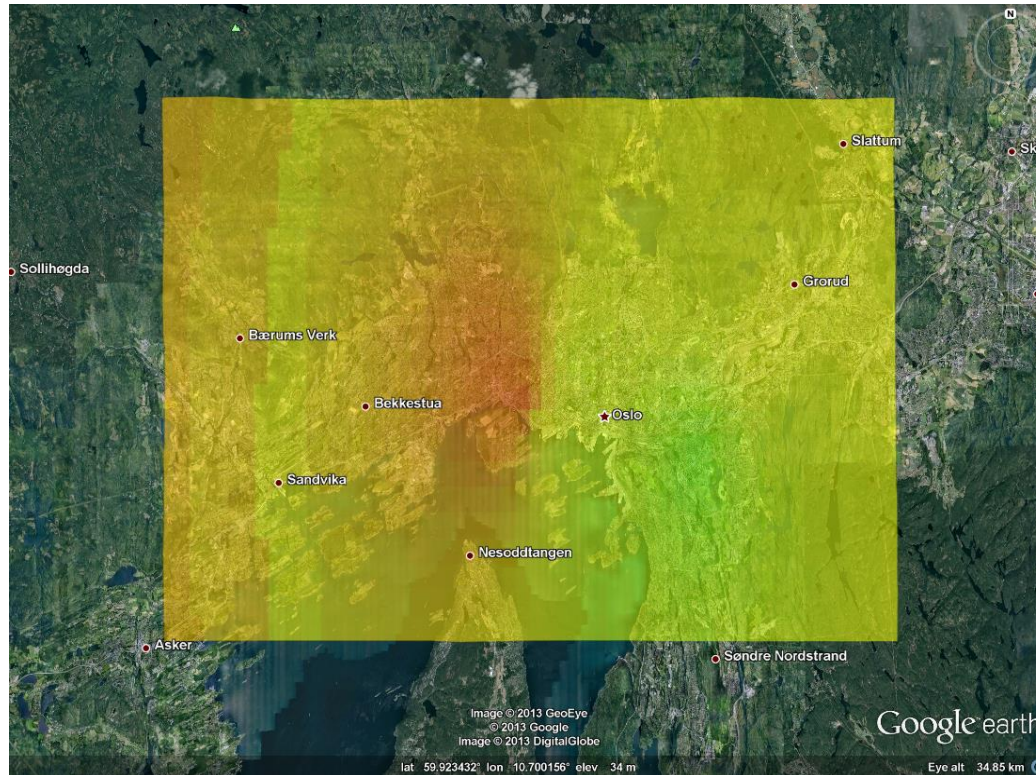 N
Slattum
Sk
Sollihøgda
Grorud
Bærums Verk
Bekkestua
Oslo
Sandvika
Nesoddtangen
Asker
Søndre Nordstrand
Image © 2013 GeoEye
© 2013 Google
Image © 2013 DigitalGlobe
Google earth
lat 59.923432° lon 10.700156° elev 34 m
Eye alt 34.85 km